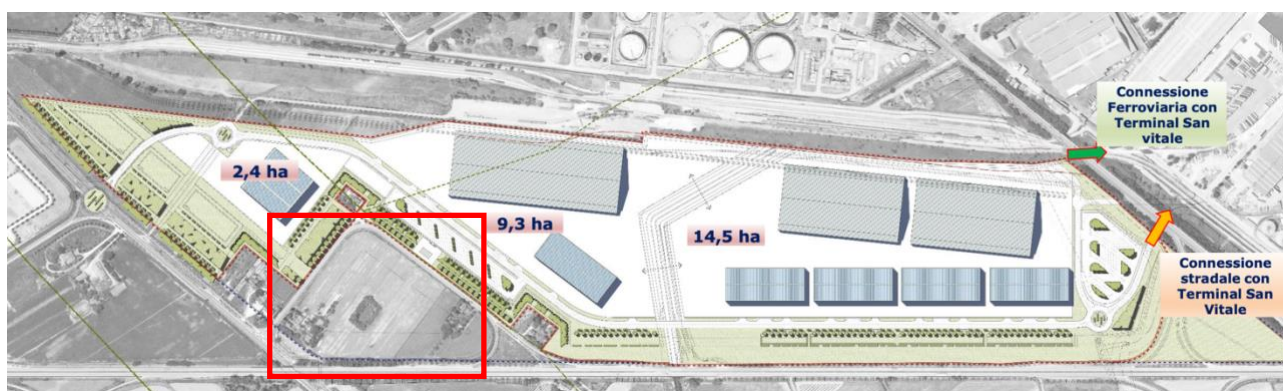 Connessione
Ferroviaria con
Terminal San
vitale
2,4 ha
9,3 ha
14,5 ha
Connessione
stradale con
Terminal San
Vitale